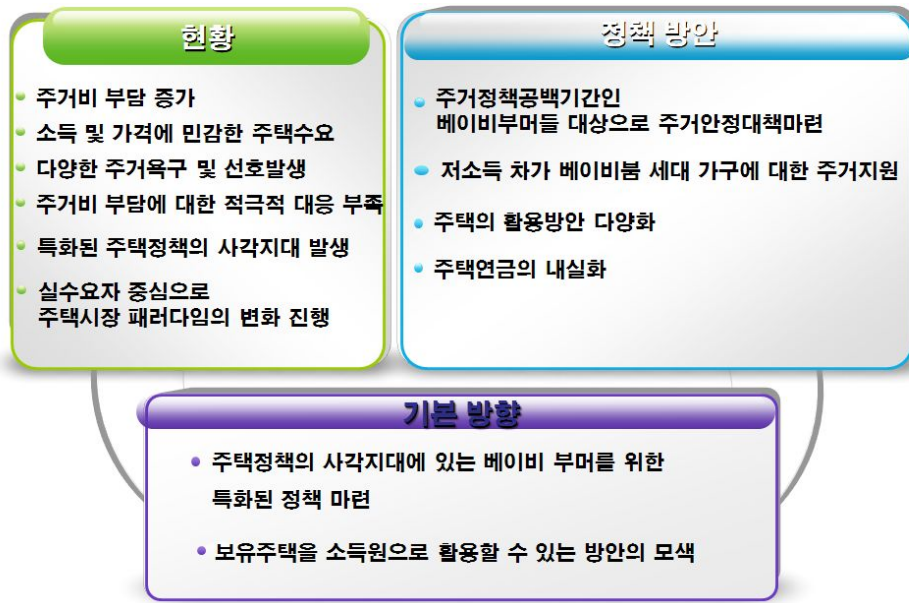 현황
주거비 부담 증가
소득 및 가격에 민감한 주택수요
다양한 주거욕구 및 선호발생
주거비 부담에 대한 적극적 대응 부족
특화된 주택정책의 사각지대 발생
실수요자 중심으로
주택시장 패러다임의 변화 진행
정책 방안
주거정책공백기간인
베이비부머들 대상으로 주거안정대책마련
저소득 차가 베이비붐 세대 가구에 대한 주거지원
주택의 활용방안 다양화
주택연금의 내실화
기본 방향
주택정책의 사각지대에 있는 베이비 부머를 위한
특화된 정책 마련
보유주택을 소득원으로 활용할 수 있는 방안의 모색